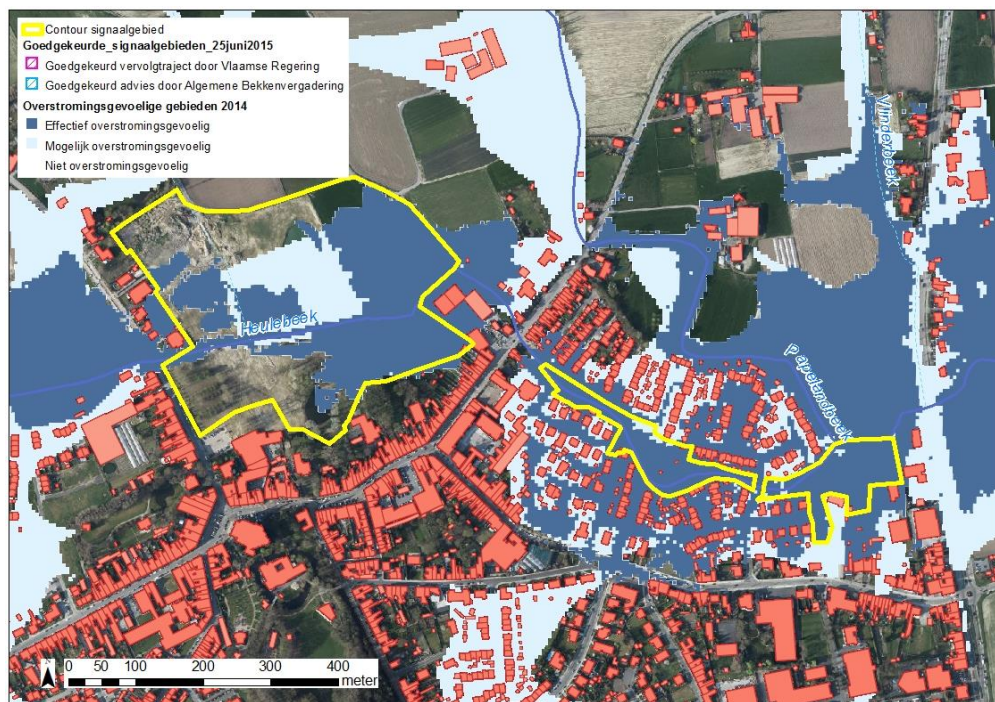 Contour signaalgebied
Goedgekeurde_signaalgebieden_25juni2015
Goedgekeurd vervolgtraject door Vlaamse Regering
Goedgekeurd advies door Algemene Bekkenvergadering
Overstromingsgevoelige gebieden 2014
Effectief overstromingsgevoelig
Mogelijk overstromingsgevoelig
Niet overstromingsgevoelig
Vlinderbeek
Heulebeek
Papelandbeek
N
0 50 100 200 300 400
meter